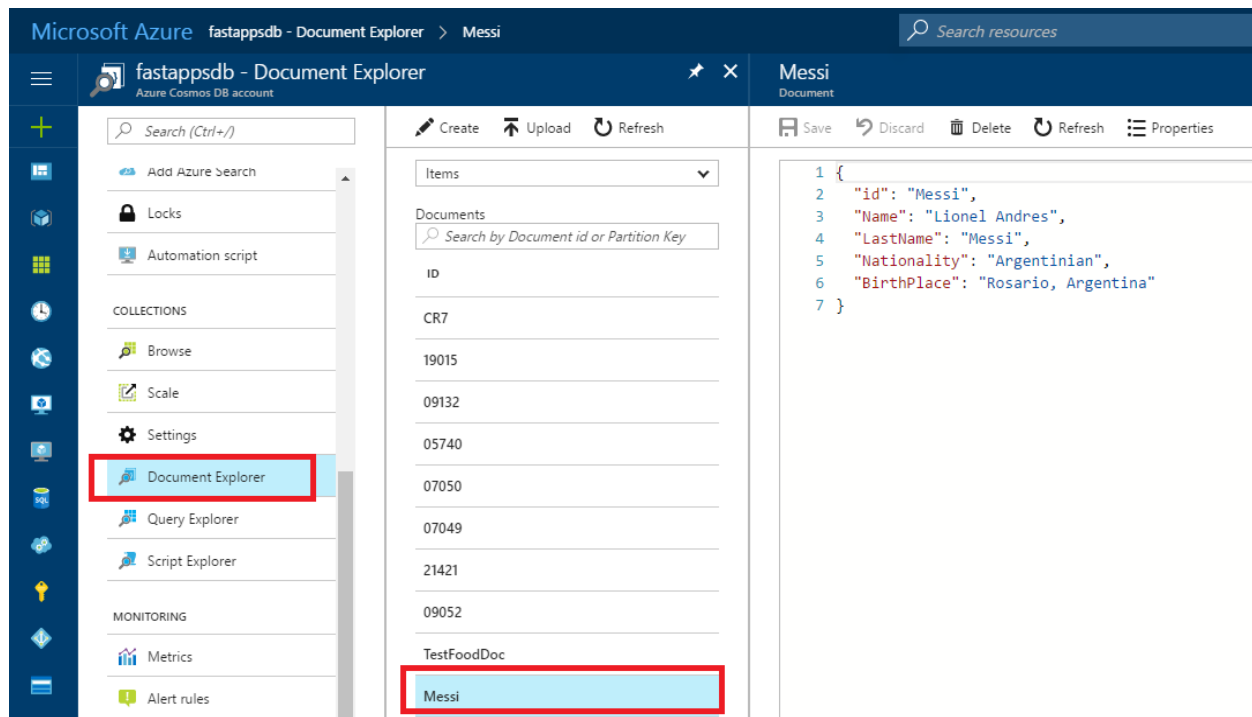 Microsoft Azure fastappsdb - Document Explorer > Messi
Search resources
fastappsdb - Document Explorer
Azure Cosmos DB account
Search (Ctrl+/)
Add Azure Search
Locks
Automation script
COLLECTIONS
Browse
Scale
Settings
Document Explorer
Query Explorer
Script Explorer
MONITORING
Metrics
Alert rules
SQL
Create Upload Refresh
Items
Documents
Search by Document id or Partition Key
ID
CR7
19015
09132
05740
07050
07049
21421
09052
TestFoodDoc
Messi
Messi
Document
Save Discard Delete Refresh Properties
1 {
2 "id": "Messi",
3 "Name": "Lionel Andres",
4 "LastName": "Messi",
5 "Nationality": "Argentinian",
6 "BirthPlace": "Rosario, Argentina"
7 }